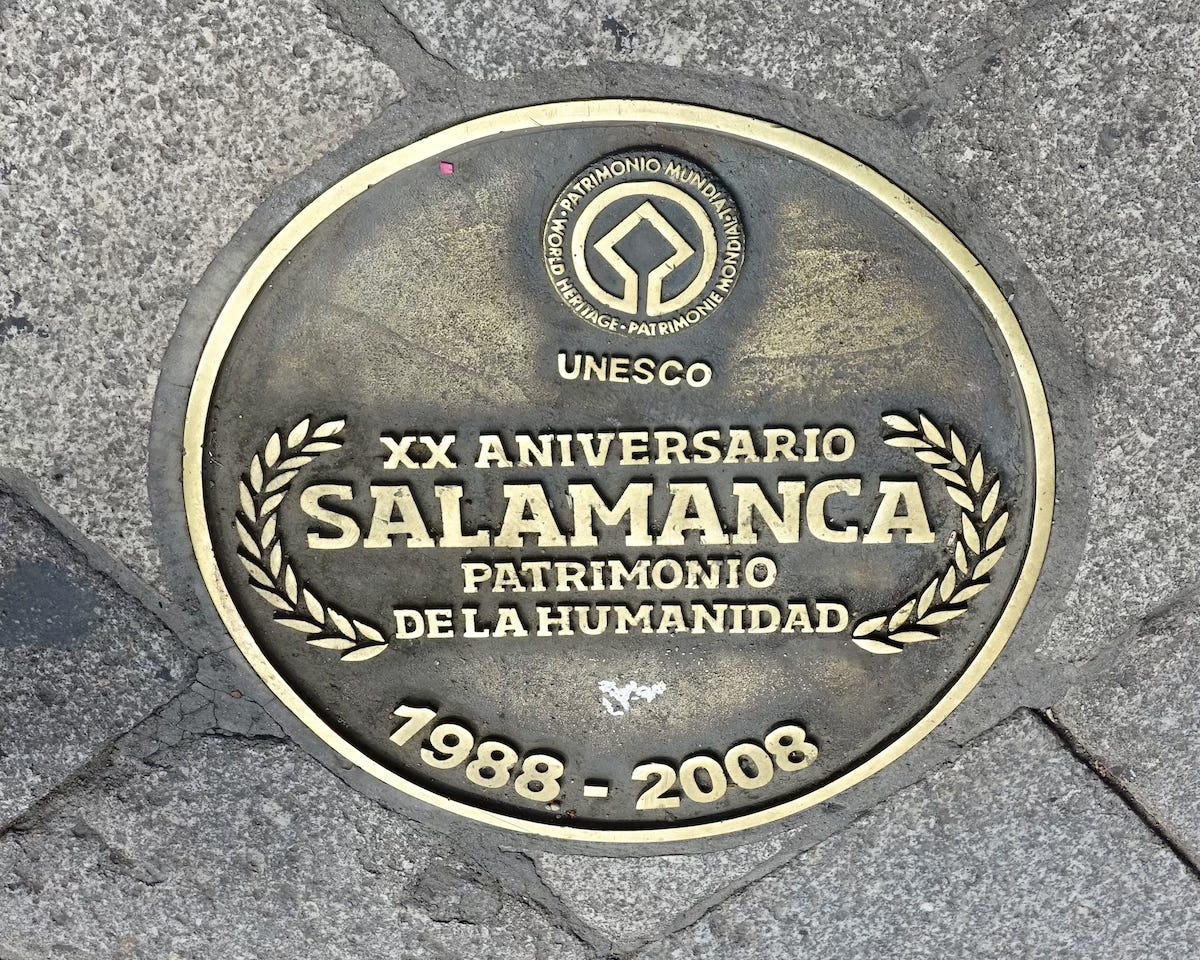 PATRIMONIO MUNDIAL · WORLD HERITAGE · PATRIMOINE MONDIAL ·
UNESCO
XX ANIVERSARIO
SALAMANCA
PATRIMONIO
DE LA HUMANIDAD
1988 - 2008